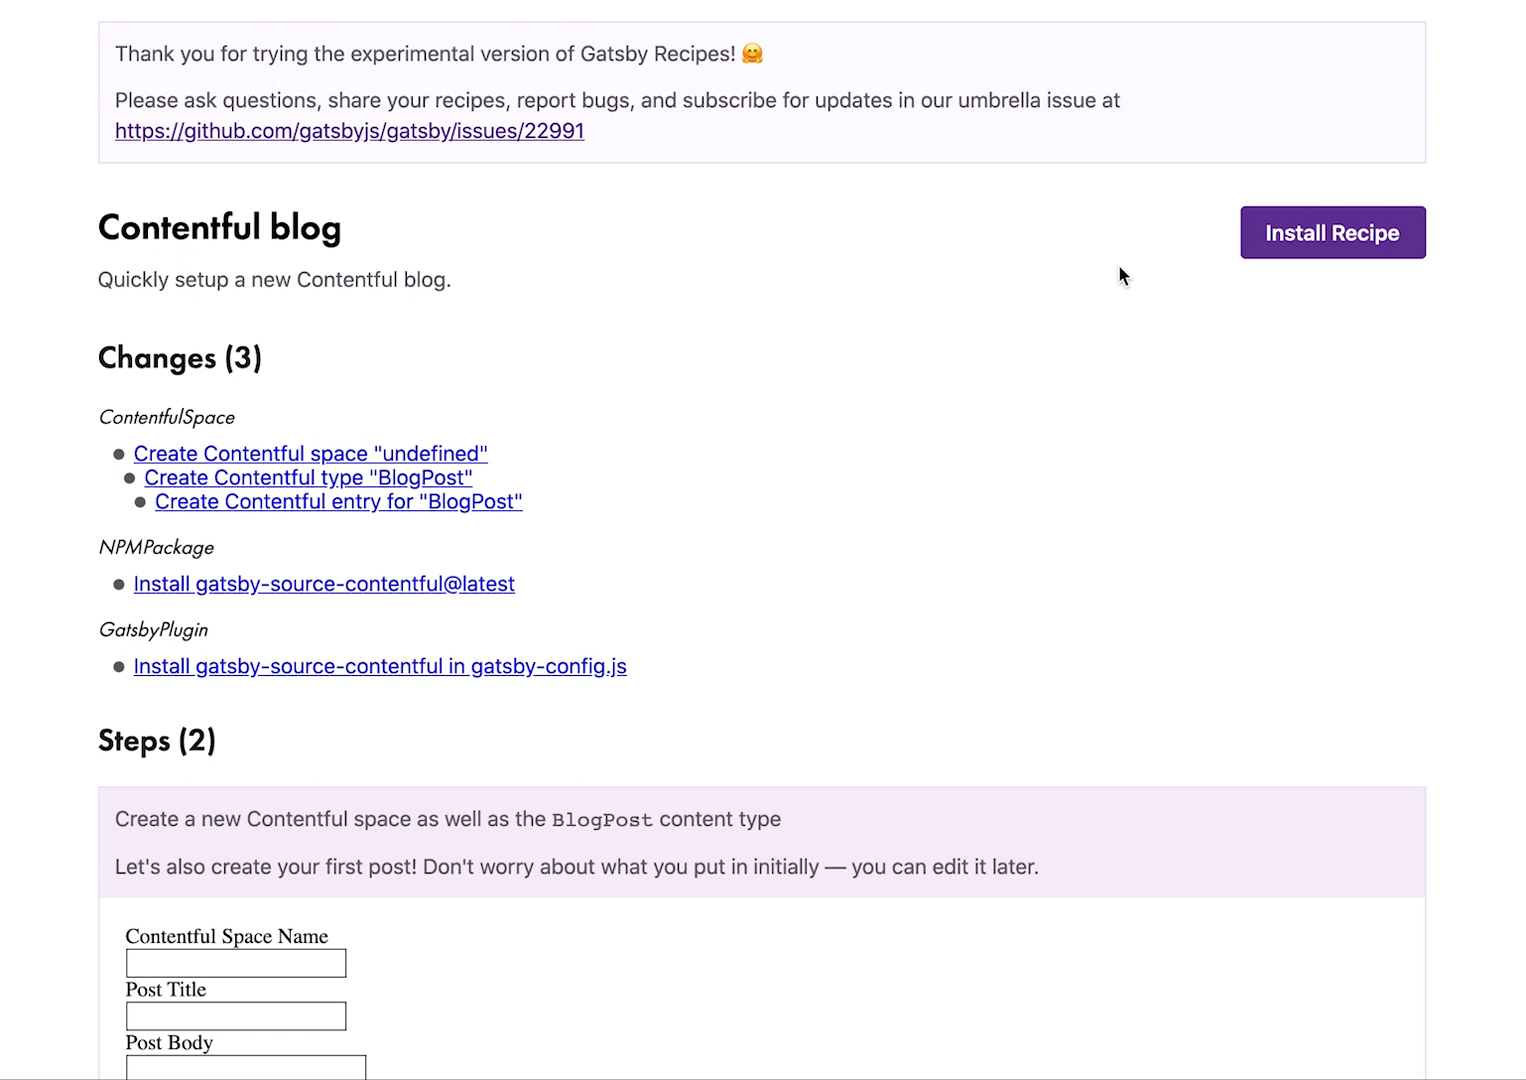 Thank you for trying the experimental version of Gatsby Recipes! 🤗
Please ask questions, share your recipes, report bugs, and subscribe for updates in our umbrella issue at
https://github.com/gatsbyjs/gatsby/issues/22991
Contentful blog
Install Recipe
Quickly setup a new Contentful blog.
Changes (3)
ContentfulSpace
Create Contentful space "undefined"
Create Contentful type "BlogPost"
Create Contentful entry for "BlogPost"
NPMPackage
Install gatsby-source-contentful@latest
GatsbyPlugin
Install gatsby-source-contentful in gatsby-config.js
Steps (2)
Create a new Contentful space as well as the BlogPost content type
Let's also create your first post! Don't worry about what you put in initially — you can edit it later.
Contentful Space Name
Post Title
Post Body